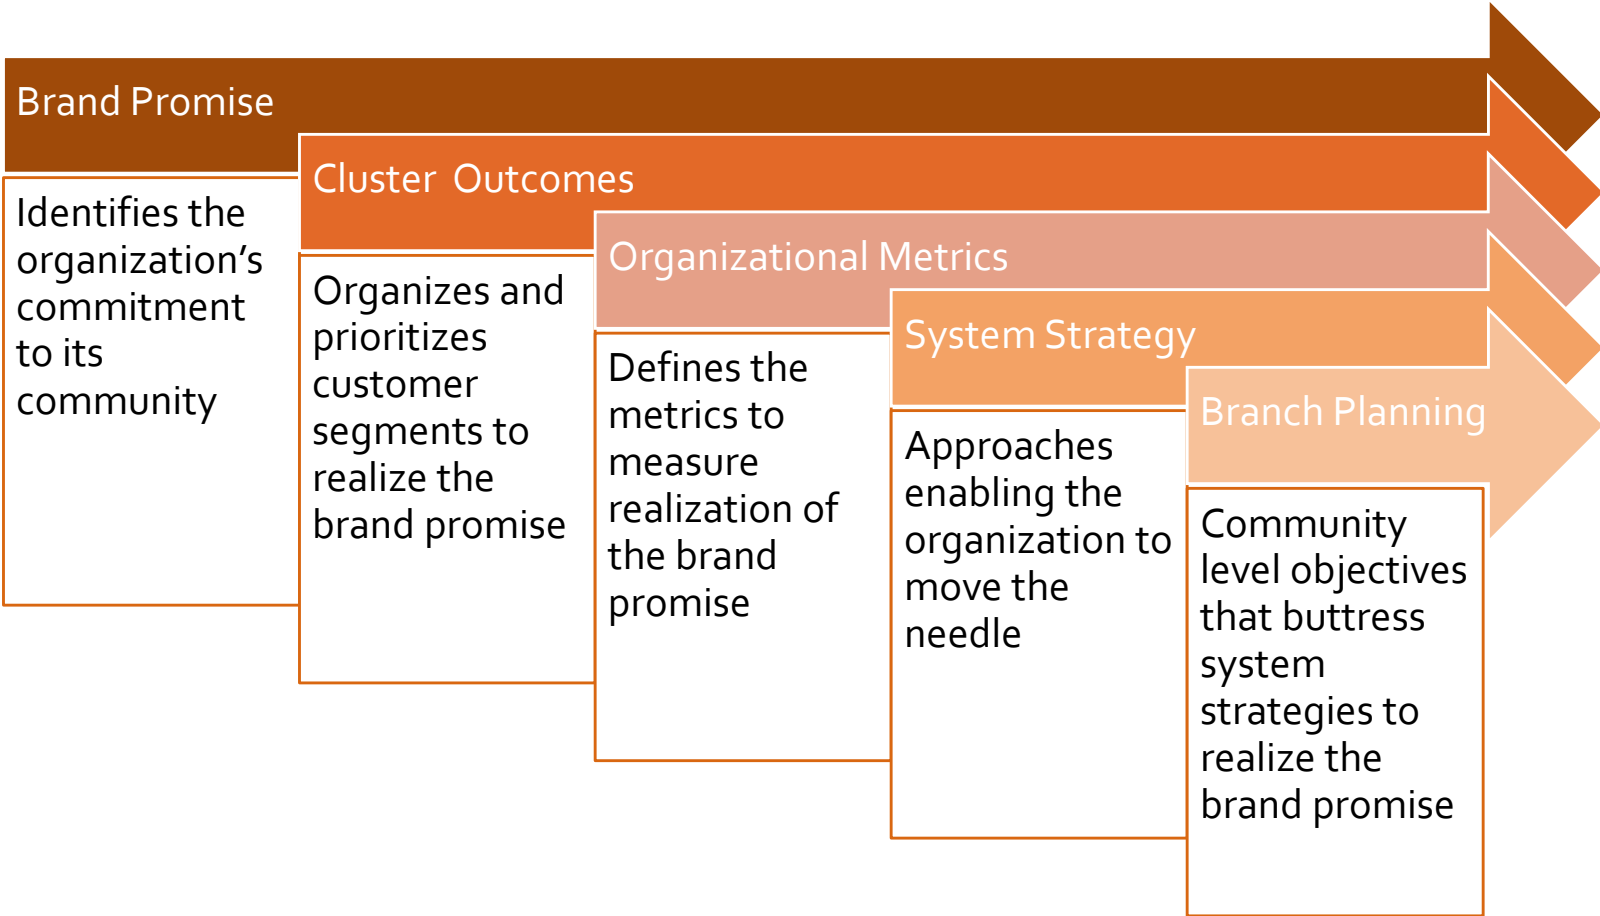 Brand Promise
Identifies the
organization’s
commitment
to its
community
Cluster  Outcomes
Organizes and
prioritizes
customer
segments to
realize the
brand promise
Organizational Metrics
Defines the
metrics to
measure
realization of
the brand
promise
System Strategy
Approaches
enabling the
organization to
move the
needle
Branch Planning
Community
level objectives
that buttress
system
strategies to
realize the
brand promise